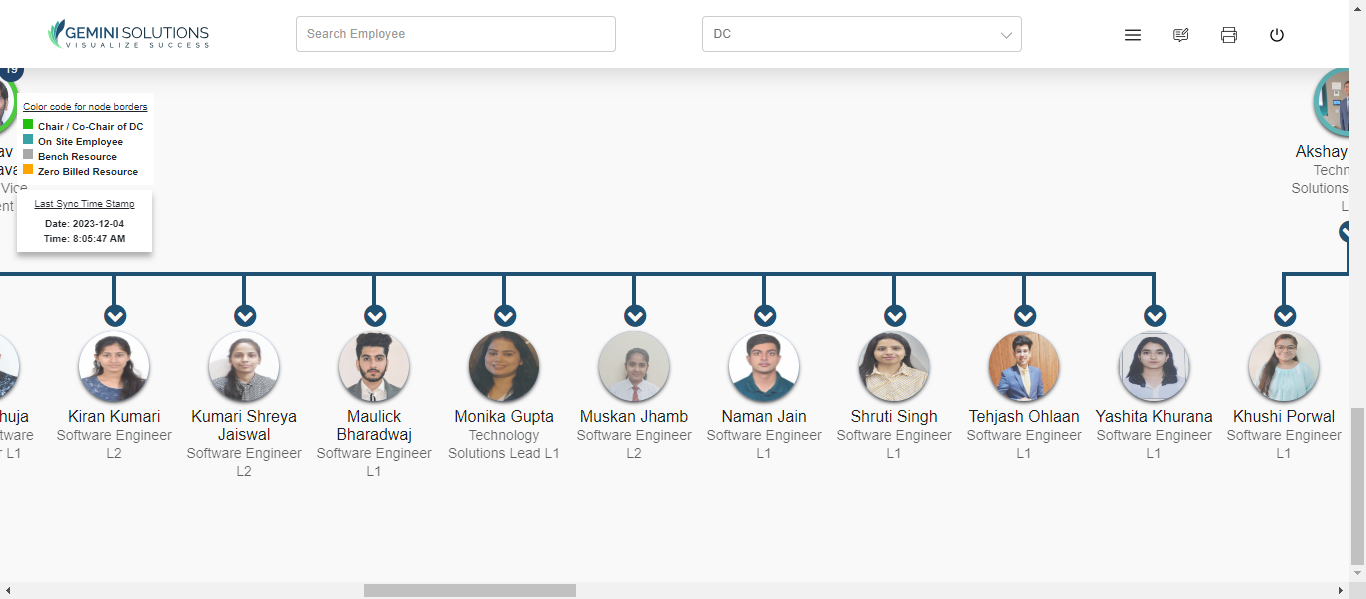 GEMINI SOLUTIONS
VISUALIZE SUCCESS
Search Employee
DC
19
Color code for node borders
Chair / Co-Chair of DC
On Site Employee
Bench Resource
Zero Billed Resource
Last Sync Time Stamp
Date: 2023-12-04
Time: 8:05:47 AM
av
ava
Vice
ent
Akshay
Techn
Solutions
L
huja
tware
r L1
Kiran Kumari
Software Engineer
L2
Kumari Shreya
Jaiswal
Software Engineer
L2
Maulick
Bharadwaj
Software Engineer
L1
Monika Gupta
Technology
Solutions Lead L1
Muskan Jhamb
Software Engineer
L2
Naman Jain
Software Engineer
L1
Shruti Singh
Software Engineer
L1
Tehjash Ohlaan
Software Engineer
L1
Yashita Khurana
Software Engineer
L1
Khushi Porwal
Software Engineer
L1